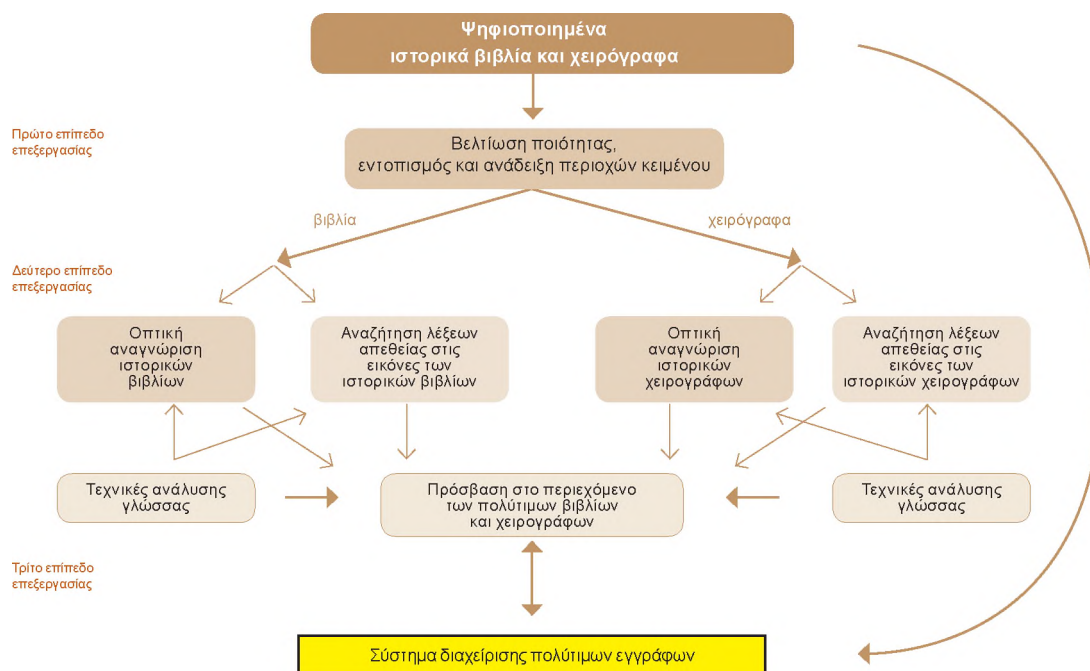 Ψηφιοποιημένα
ιστορικά βιβλία και χειρόγραφα
Πρώτο επίπεδο
επεξεργασίας
Βελτίωση ποιότητας,
εντοπισμός και ανάδειξη περιοχών κειμένου
βιβλία
χειρόγραφα
Δεύτερο επίπεδο
επεξεργασίας
Οπτική
αναγνώριση
ιστορικών
βιβλίων
Αναζήτηση λέξεων
απεθείας στις
εικόνες των
ιστορικών βιβλίων
Οπτική
αναγνώριση
ιστορικών
χειρογράφων
Αναζήτηση λέξεων
απεθείας στις
εικόνες των
ιστορικών χειρογράφων
Τεχνικές ανάλυσης
γλώσσας
Πρόσβαση στο περιεχόμενο
των πολύτιμων βιβλίων
και χειρογράφων
Τεχνικές ανάλυσης
γλώσσας
Τρίτο επίπεδο
επεξεργασίας
Σύστημα διαχείρισης πολύτιμων εγγράφων